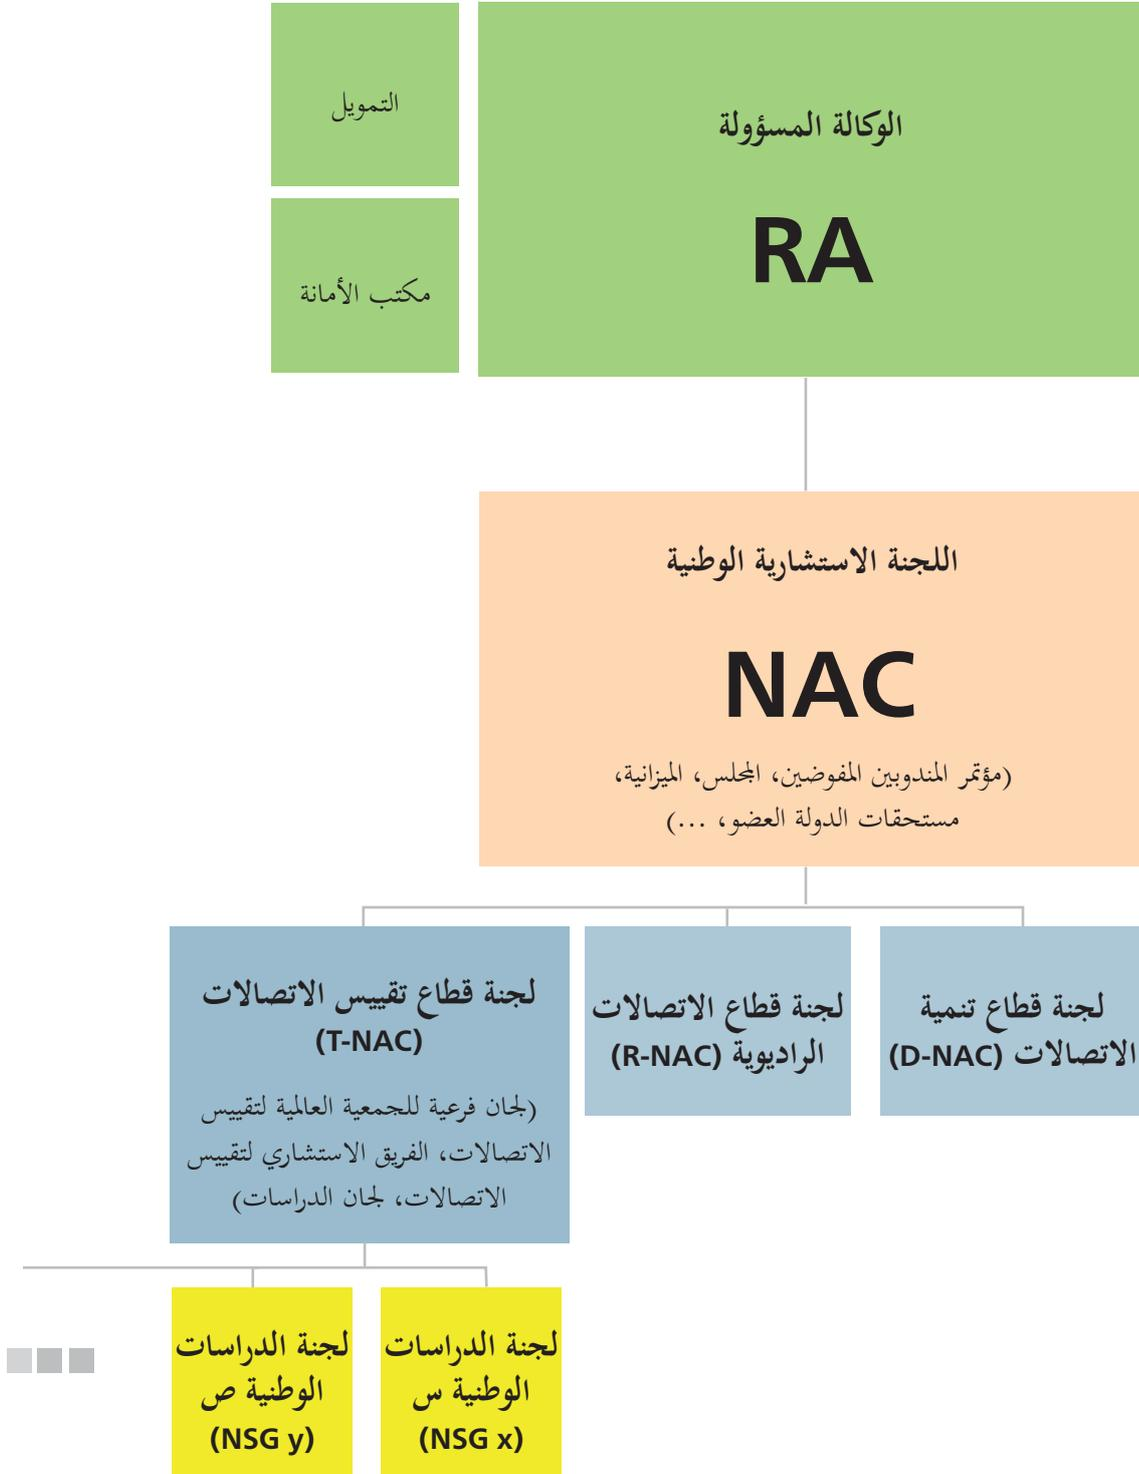 الوكالة المسؤولة
RA
التمويل
مكتب الأمانة
اللجنة الاستشارية الوطنية
NAC
(مؤتمر المندوبين المفوضين، المجلس، الميزانية،
مستحقات الدولة العضو، ...)
لجنة قطاع تنمية
الاتصالات (D-NAC)
لجنة قطاع الاتصالات
الراديوية (R-NAC)
لجنة قطاع تقييس الاتصالات
(T-NAC)
(لجان فرعية للجمعية العالمية لتقييس
الاتصالات، الفريق الاستشاري لتقييس
الاتصالات، لجان الدراسات)
لجنة الدراسات
الوطنية س
(NSG x)
لجنة الدراسات
الوطنية ص
(NSG y)